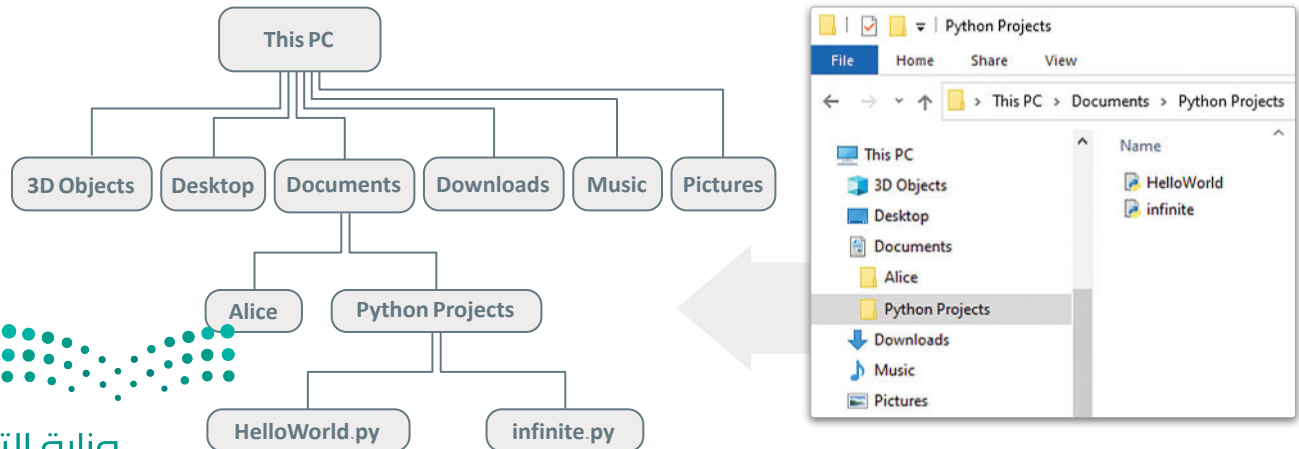 This PC
3D Objects
Desktop
Documents
Downloads
Music
Pictures
Alice
Python Projects
HelloWorld.py
infinite.py
Python Projects
File Home Share View
This PC > Documents > Python Projects
This PC
3D Objects
Desktop
Documents
Alice
Python Projects
Downloads
Music
Pictures
Name
HelloWorld
infinite